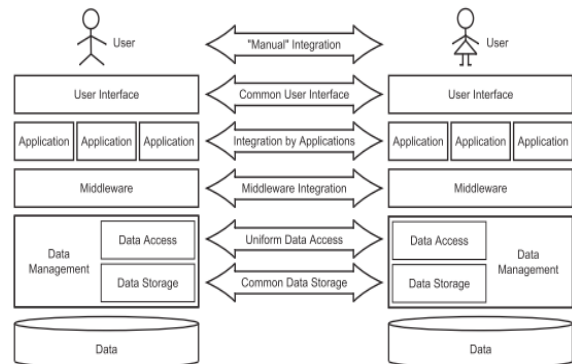 User "Manual" Integration User
User Interface Common User Interface User Interface
Application Application Application Integration by Applications Application Application Application
Middleware Middleware Integration Middleware
Data Access Uniform Data Access Data Access
Data
Management
Data
Management
Data Storage Common Data Storage Data Storage
Data Data